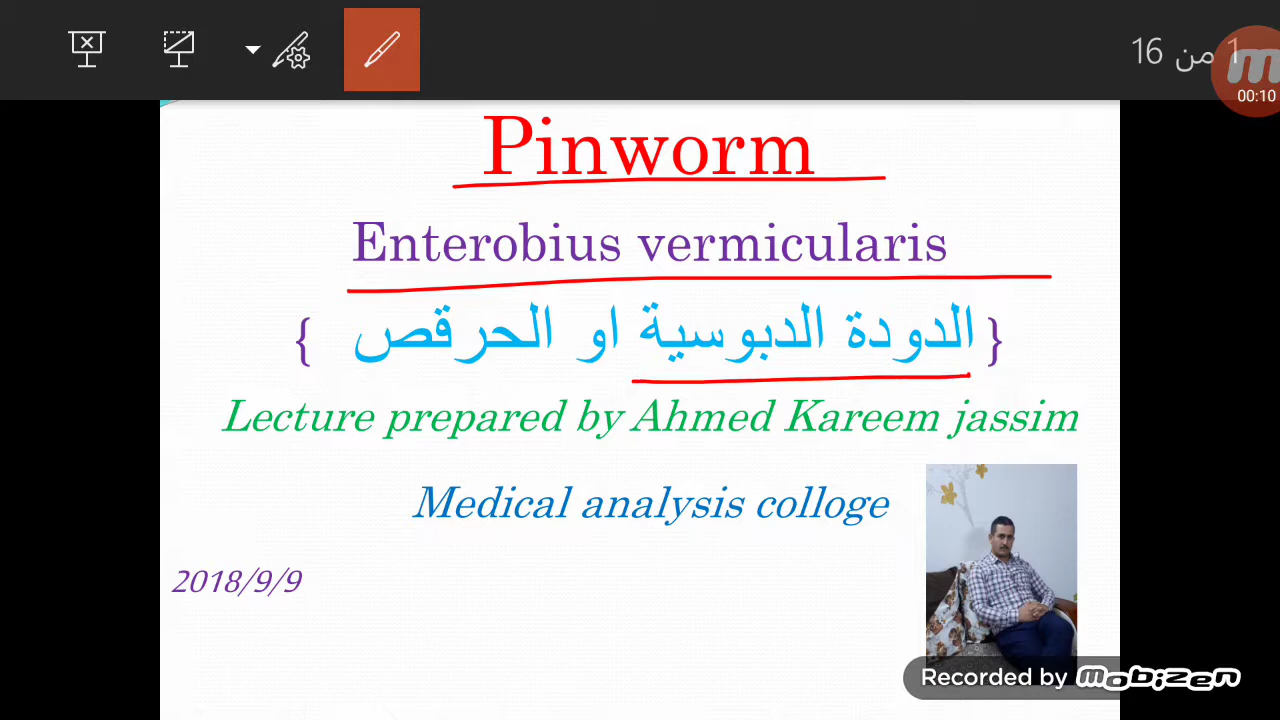 1 من 16
00:10
Pinworm
Enterobius vermicularis
{الدودة الدبوسية او الحرقص }
Lecture prepared by Ahmed Kareem jassim
Medical analysis colloge
2018/9/9
Recorded by mobizen